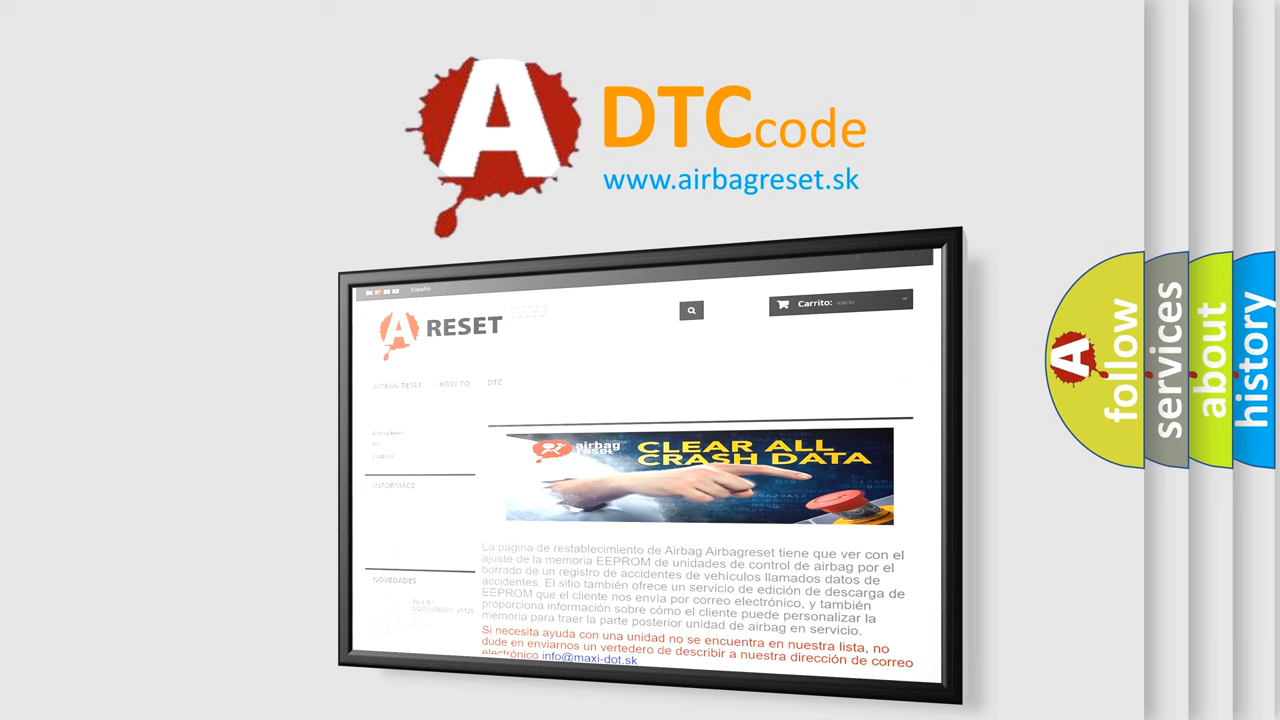 A
DTC code
www.airbagreset.sk
Español
A RESET
Carrito: vacío
AIRBAG RESET HOW TO DTC
Airbag Reset
INFORMACE
NOVEDADES
airbag
reset
CLEAR ALL
CRASH DATA
La página de restablecimiento de Airbag Airbagreset tiene que ver con el
ajuste de la memoria EEPROM de unidades de control de airbag por el
borrado de un registro de accidentes de vehículos llamados datos de
accidentes. El sitio también ofrece un servicio de edición de descarga de
EEPROM que el cliente nos envía por correo electrónico, y también
proporciona información sobre cómo el cliente puede personalizar la
memoria para traer la parte posterior unidad de airbag en servicio.
Si necesita ayuda con una unidad no se encuentra en nuestra lista, no
dude en enviarnos un vertedero de describir a nuestra dirección de correo
electrónico info@maxi-dot.sk
A
follow
services
about
history